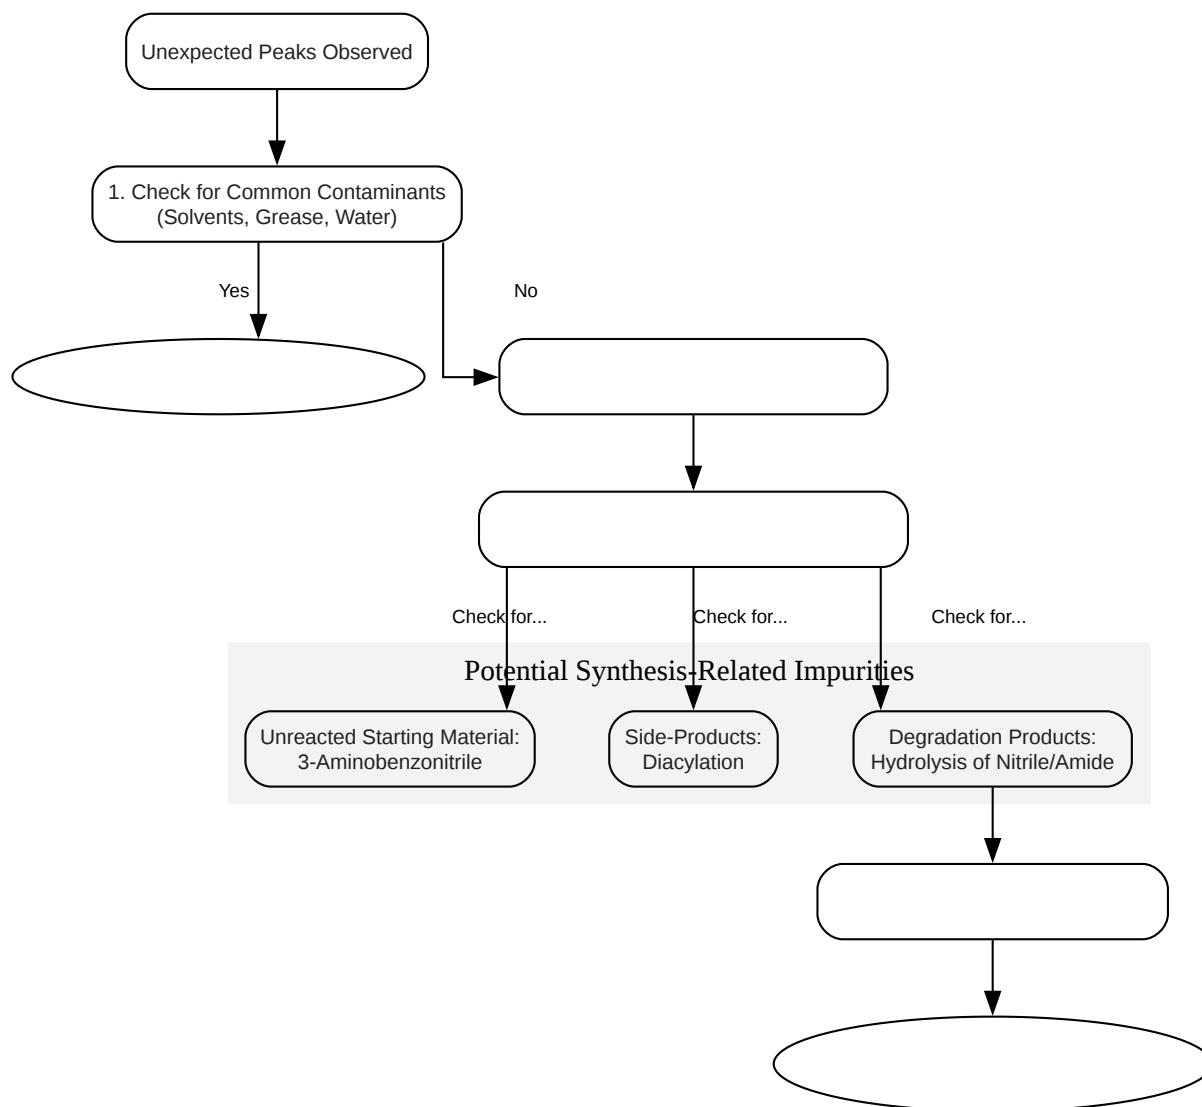 Unexpected Peaks Observed
1. Check for Common Contaminants
(Solvents, Grease, Water)
Yes
No
Check for...
Check for...
Check for...
Potential Synthesis-Related Impurities
Unreacted Starting Material:
3-Aminobenzonitrile
Side-Products:
Diacylation
Degradation Products:
Hydrolysis of Nitrile/Amide